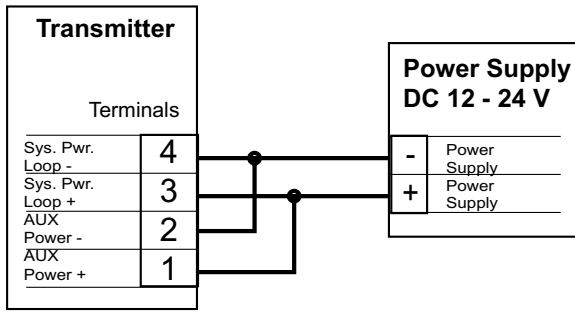 Transmitter
Terminals
Sys. Pwr.
Loop -
4
Sys. Pwr.
Loop +
3
AUX
Power -
2
AUX
Power +
1
Power Supply
DC 12 - 24 V
-
Power
Supply
+
Power
Supply